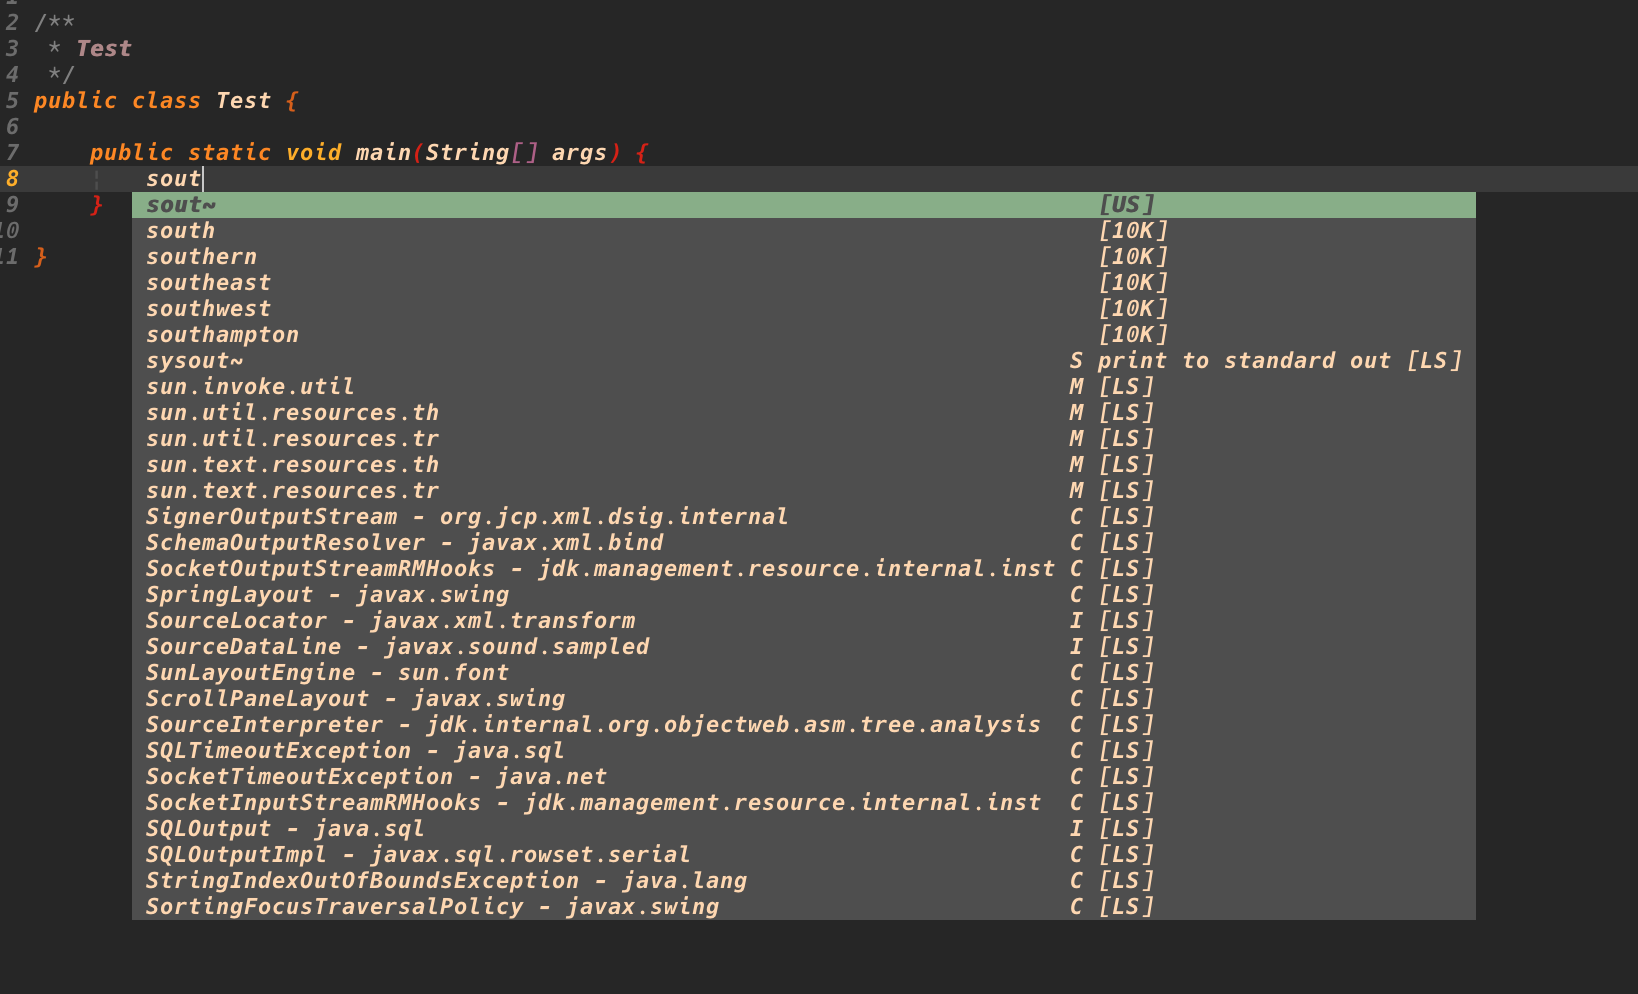 1
2 /**
3  * Test
4  */
5 public class Test {
6
7     public static void main(String[] args) {
8     ¦   sout
9     } sout~ [US]
10 south [10K]
11 } southern [10K]
southeast [10K]
southwest [10K]
southampton [10K]
sysout~ S print to standard out [LS]
sun.invoke.util M [LS]
sun.util.resources.th M [LS]
sun.util.resources.tr M [LS]
sun.text.resources.th M [LS]
sun.text.resources.tr M [LS]
SignerOutputStream - org.jcp.xml.dsig.internal C [LS]
SchemaOutputResolver - javax.xml.bind C [LS]
SocketOutputStreamRMHooks - jdk.management.resource.internal.inst C [LS]
SpringLayout - javax.swing C [LS]
SourceLocator - javax.xml.transform I [LS]
SourceDataLine - javax.sound.sampled I [LS]
SunLayoutEngine - sun.font C [LS]
ScrollPaneLayout - javax.swing C [LS]
SourceInterpreter - jdk.internal.org.objectweb.asm.tree.analysis C [LS]
SQLTimeoutException - java.sql C [LS]
SocketTimeoutException - java.net C [LS]
SocketInputStreamRMHooks - jdk.management.resource.internal.inst C [LS]
SQLOutput - java.sql I [LS]
SQLOutputImpl - javax.sql.rowset.serial C [LS]
StringIndexOutOfBoundsException - java.lang C [LS]
SortingFocusTraversalPolicy - javax.swing C [LS]